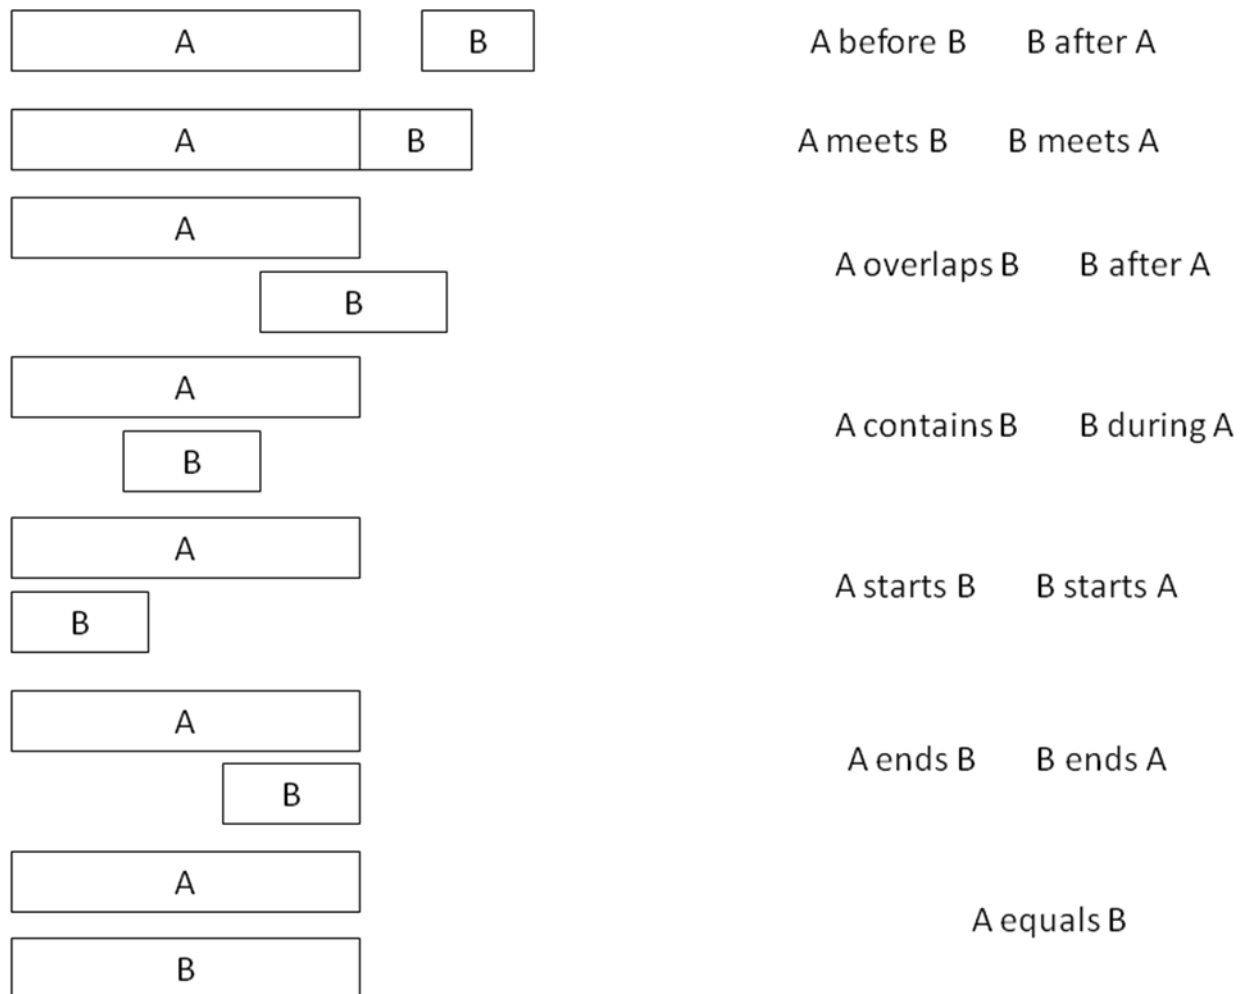 A B A before B B after A
A B A meets B B meets A
A
A overlaps B B after A
B
A
A contains B B during A
B
A
A starts B B starts A
B
A
A ends B B ends A
B
A
A equals B
B